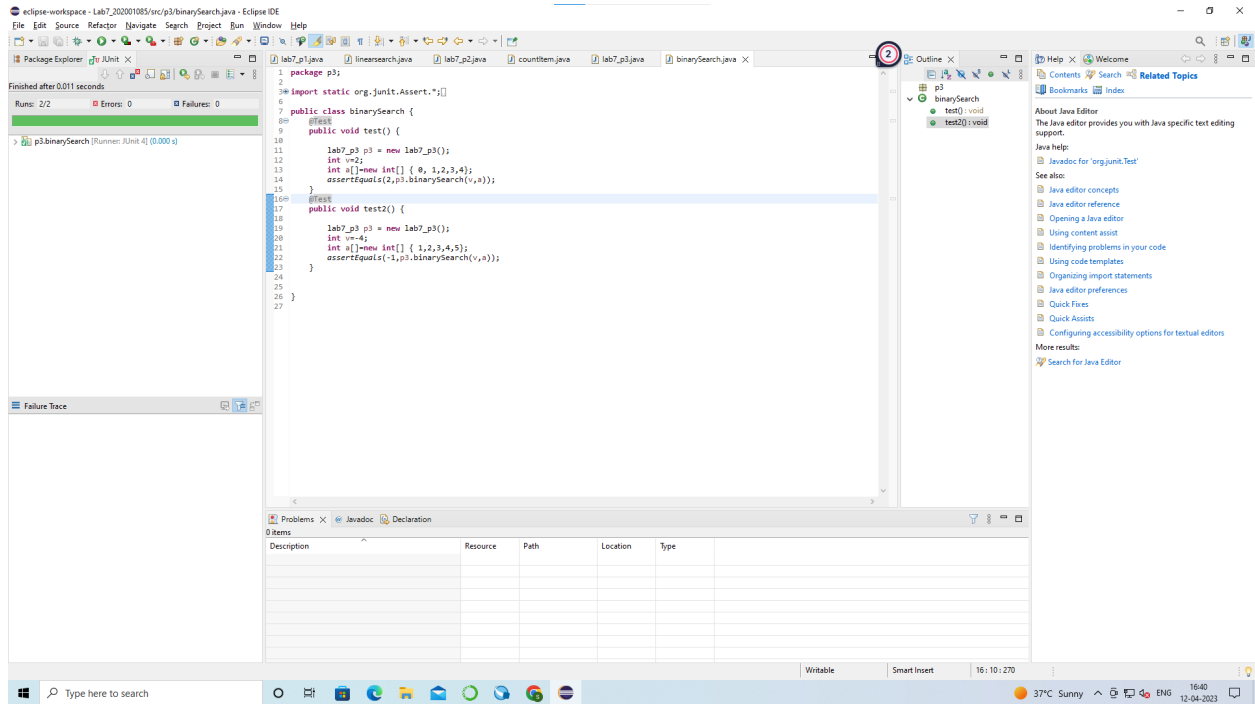 eclipse-workspace - Lab7_202001085/src/p3/binarySearch.java - Eclipse IDE
File Edit Source Refactor Navigate Search Project Run Window Help
Package Explorer JUnit
Finished after 0.011 seconds
Runs: 2/2 Errors: 0 Failures: 0
p3.binarySearch [Runner: JUnit 4] (0.000 s)
Failure Trace
lab7_p1.java linearsearch.java lab7_p2.java countItem.java lab7_p3.java binarySearch.java
1 package p3;
2
3 import static org.junit.Assert.*;
6
7 public class binarySearch {
8 @Test
9 public void test() {
10
11 lab7_p3 p3 = new lab7_p3();
12 int v=2;
13 int a[]=new int[] { 0, 1,2,3,4};
14 assertEquals(2,p3.binarySearch(v,a));
15 }
16 @Test
17 public void test2() {
18
19 lab7_p3 p3 = new lab7_p3();
20 int v=-4;
21 int a[]=new int[] { 1,2,3,4,5};
22 assertEquals(-1,p3.binarySearch(v,a));
23 }
24
25
26 }
27
2
Outline
p3
binarySearch
test() : void
test2() : void
Help Welcome
Contents Search Related Topics
Bookmarks Index
About Java Editor
The Java editor provides you with Java specific text editing
support.
Java help:
Javadoc for 'org.junit.Test'
See also:
Java editor concepts
Java editor reference
Opening a Java editor
Using content assist
Identifying problems in your code
Using code templates
Organizing import statements
Java editor preferences
Quick Fixes
Quick Assists
Configuring accessibility options for textual editors
More results:
Search for Java Editor
Problems Javadoc Declaration
0 items
Description Resource Path Location Type
Writable Smart Insert 16 : 10 : 270
Type here to search
37°C Sunny ENG 16:40
12-04-2023